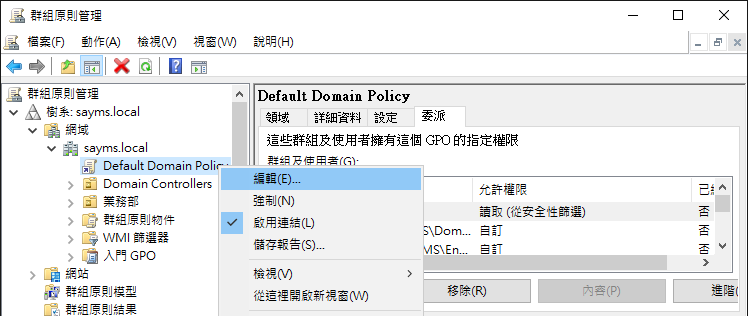 群組原則管理
檔案(F) 動作(A) 檢視(V) 視窗(W) 說明(H)
群組原則管理
樹系: sayms.local
網域
sayms.local
Default Domain Policy
Domain Controllers
業務部
群組原則物件
WMI 篩選器
入門 GPO
網站
群組原則模型
群組原則結果
Default Domain Policy
領域 詳細資料 設定 委派
這些群組及使用者擁有這個 GPO 的指定權限
群組及使用者(G):
允許權限
讀取 (從安全性篩選) 否
S\Dom... 自訂 否
MS\En... 自訂 否
移除(R) 內容(P) 進階
編輯(E)...
強制(N)
啟用連結(L)
儲存報告(S)...
檢視(V)
從這裡開啟新視窗(W)